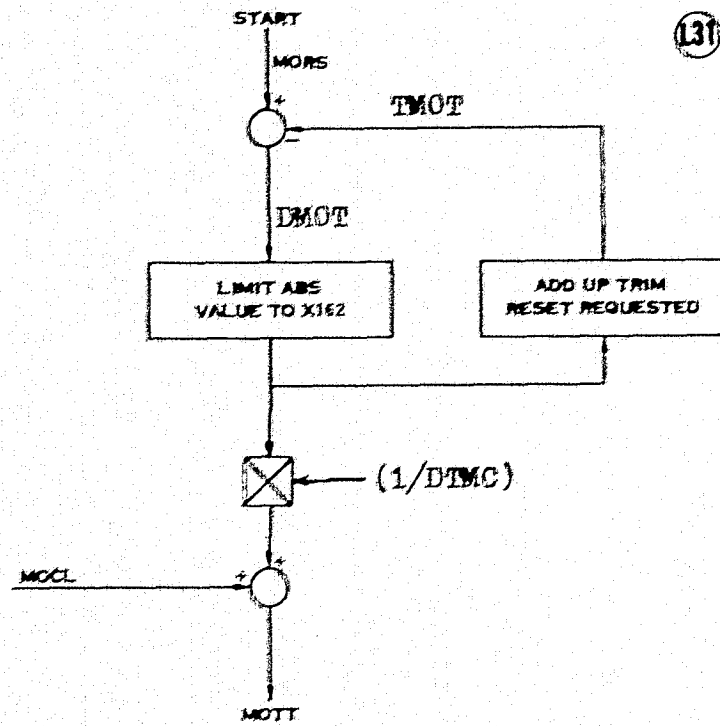 START
L31
MORS
+
TMOT
−
DMOT
LIMIT ABS
VALUE TO X162
ADD UP TRIM
RESET REQUESTED
(1/DTMC)
MOCL
+
+
MOTT